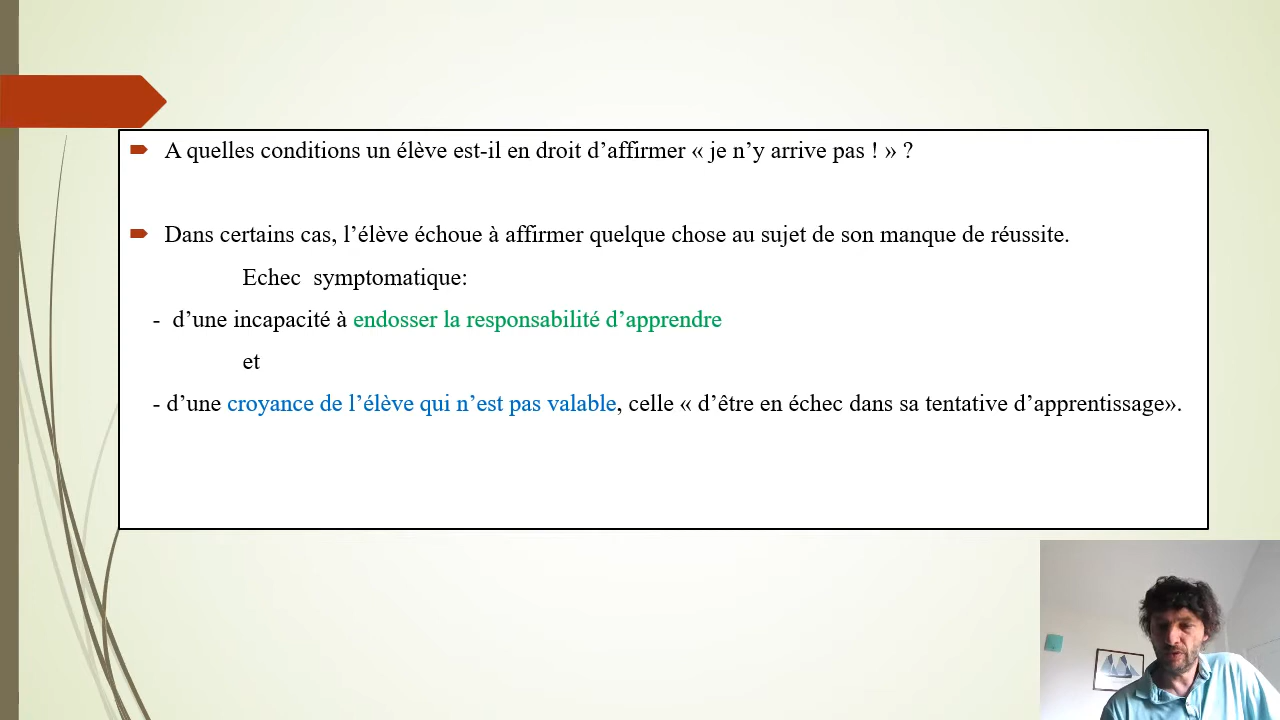 A quelles conditions un élève est-il en droit d’affirmer « je n’y arrive pas ! » ?
Dans certains cas, l’élève échoue à affirmer quelque chose au sujet de son manque de réussite.
Echec  symptomatique:
-  d’une incapacité à endosser la responsabilité d’apprendre
et
- d’une croyance de l’élève qui n’est pas valable, celle « d’être en échec dans sa tentative d’apprentissage».